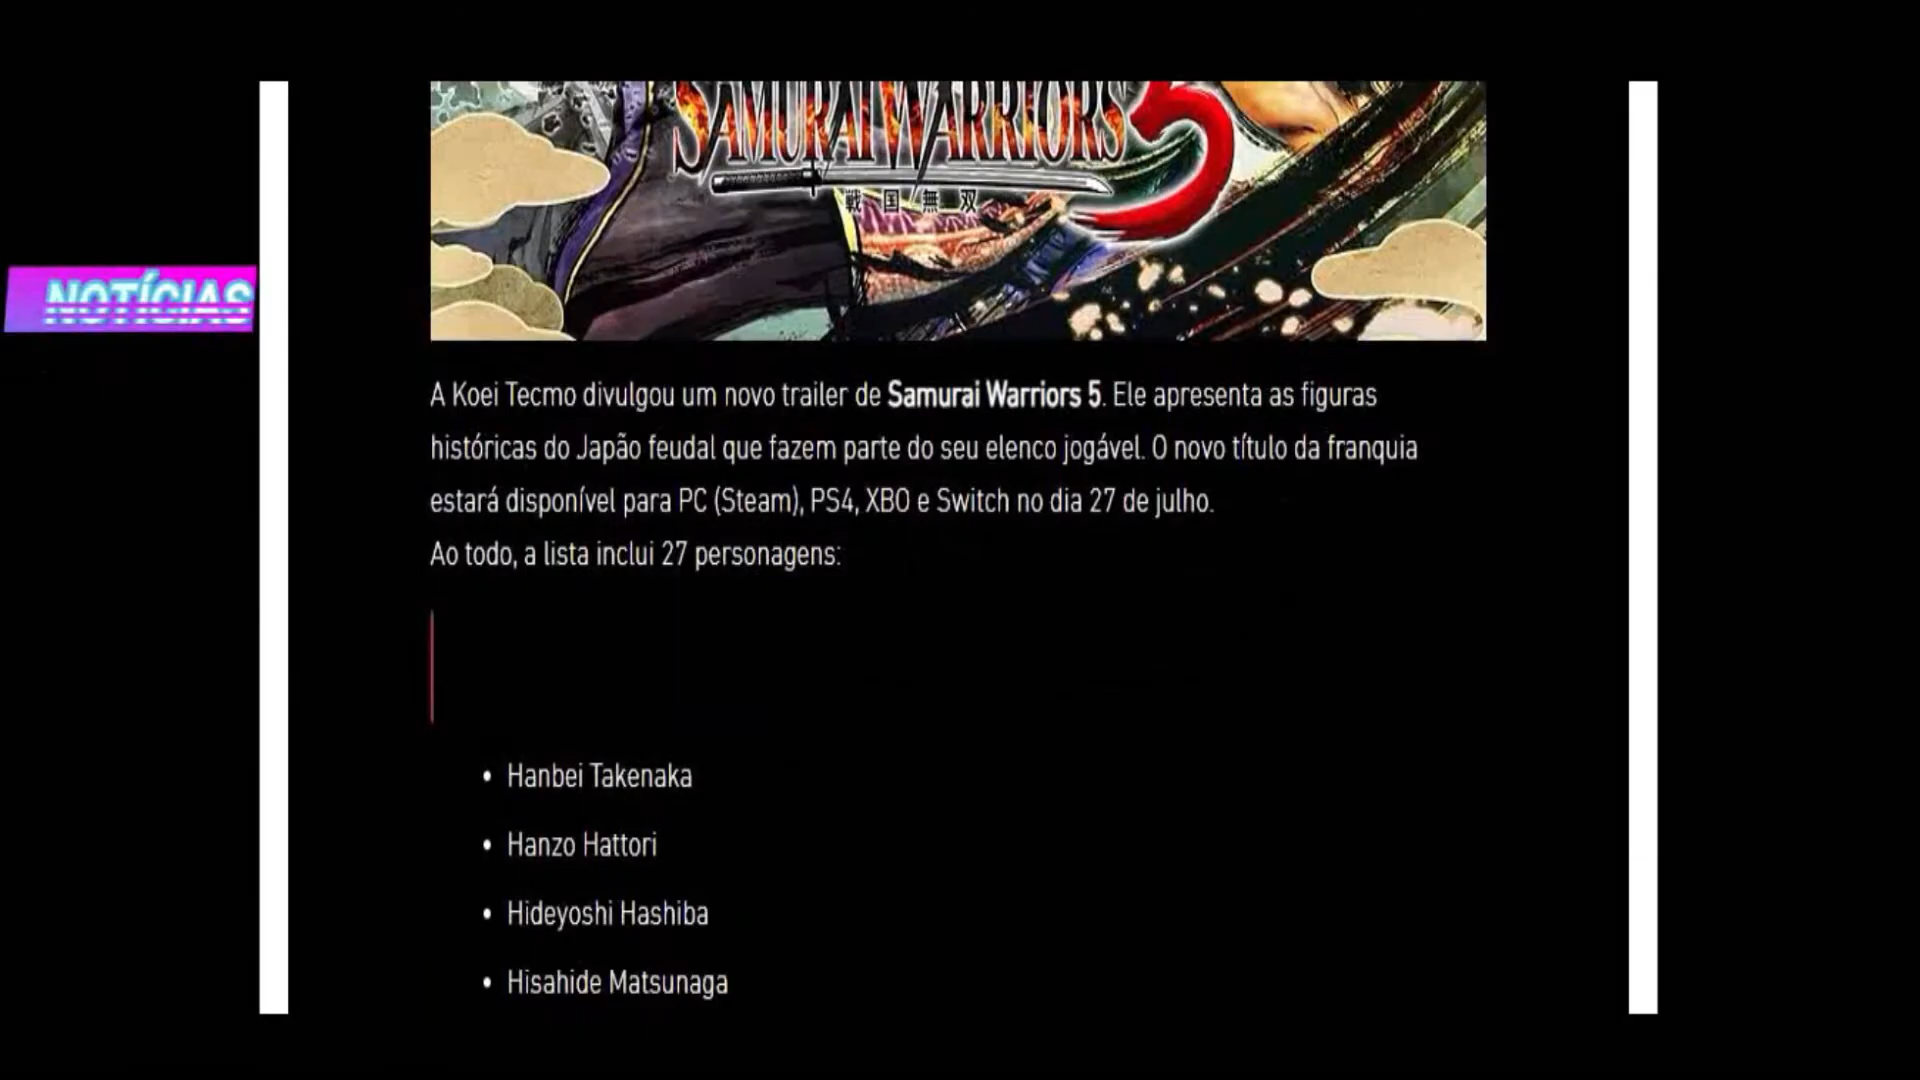 SAMURAI WARRIORS 5
戦国無双
NOTÍCIAS
A Koei Tecmo divulgou um novo trailer de Samurai Warriors 5. Ele apresenta as figuras
históricas do Japão feudal que fazem parte do seu elenco jogável. O novo título da franquia
estará disponível para PC (Steam), PS4, XBO e Switch no dia 27 de julho.
Ao todo, a lista inclui 27 personagens:
• Hanbei Takenaka
• Hanzo Hattori
• Hideyoshi Hashiba
• Hisahide Matsunaga